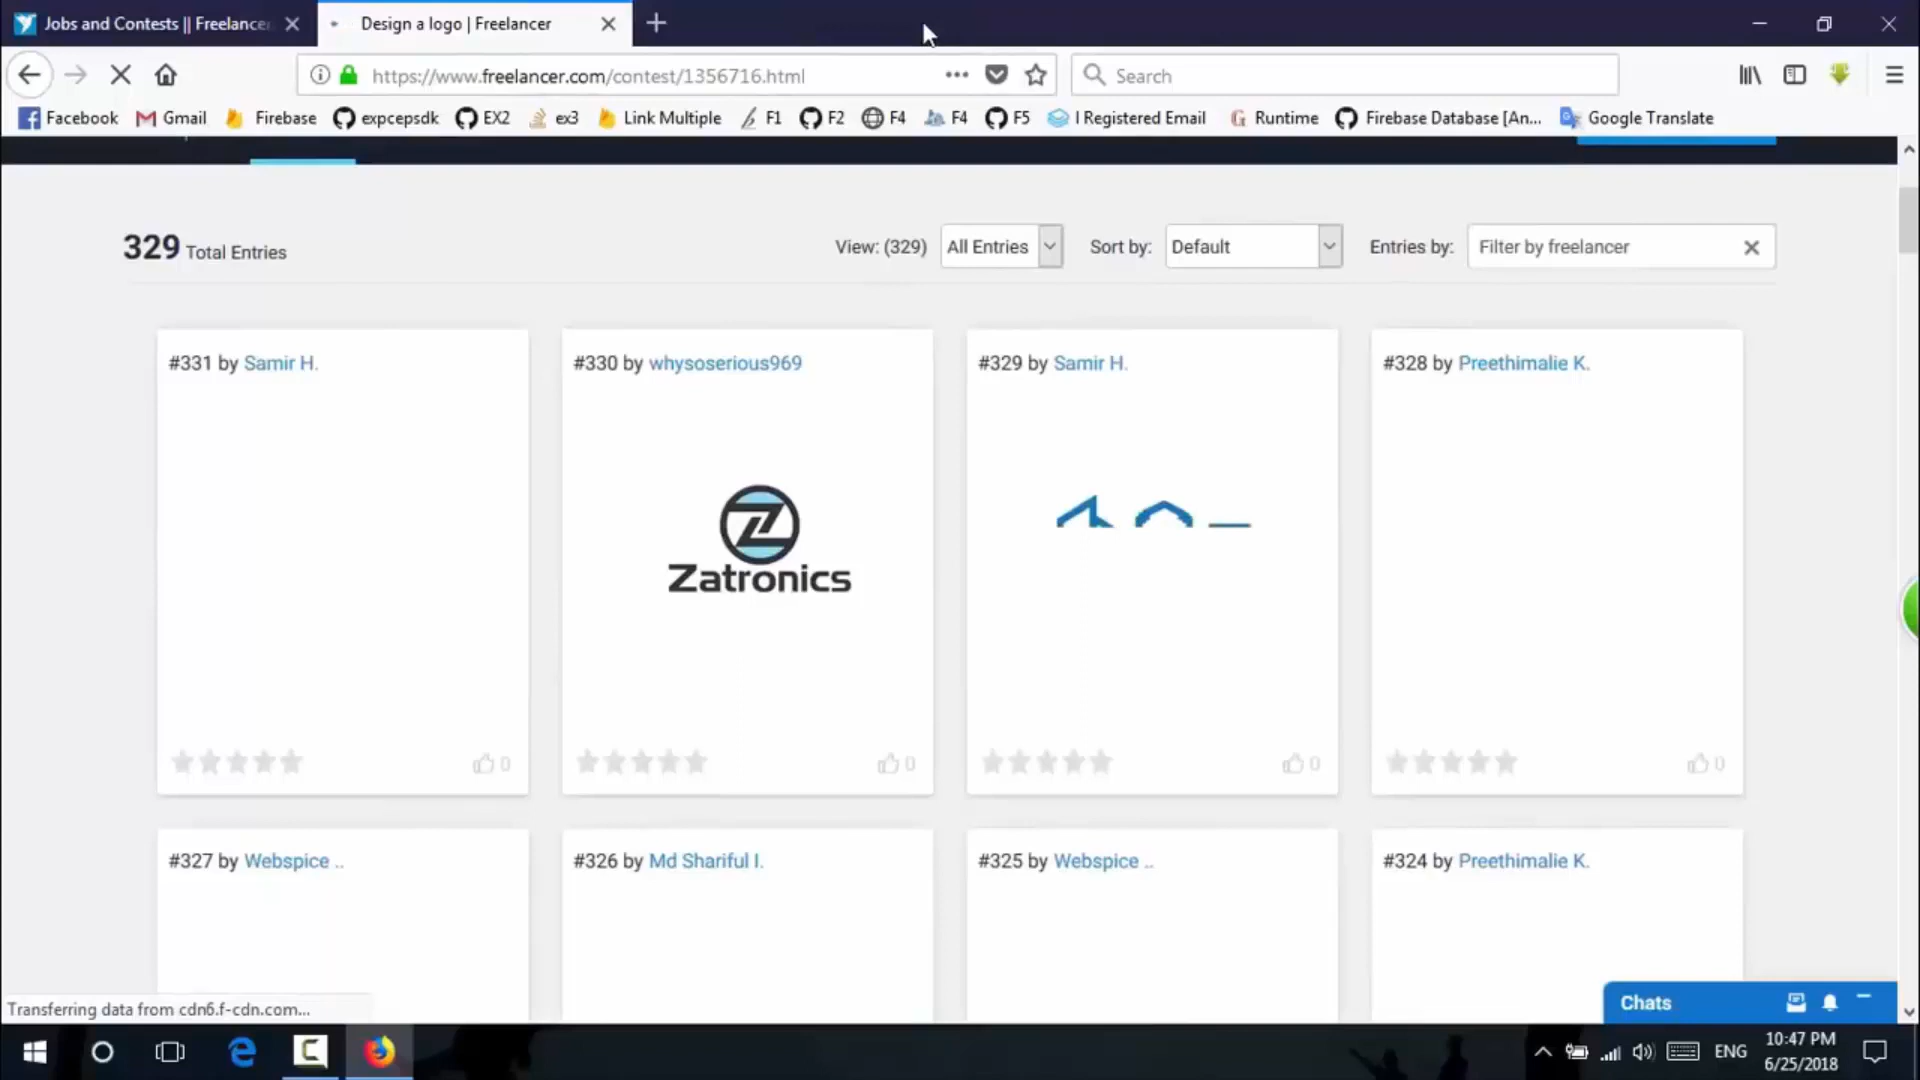 Jobs and Contests || Freelancer
Design a logo | Freelancer
https://www.freelancer.com/contest/1356716.html
Search
Facebook Gmail Firebase expcepsdk EX2 ex3 Link Multiple F1 F2 F4 F4 F5 I Registered Email Runtime Firebase Database [An... Google Translate
329 Total Entries
View: (329) All Entries Sort by: Default Entries by: Filter by freelancer
#331 by Samir H.
#330 by whysoserious969
#329 by Samir H.
#328 by Preethimalie K.
Z
Zatronics
0
0
0
0
#327 by Webspice ..
#326 by Md Shariful I.
#325 by Webspice ..
#324 by Preethimalie K.
Transferring data from cdn6.f-cdn.com...
Chats
ENG
10:47 PM
6/25/2018